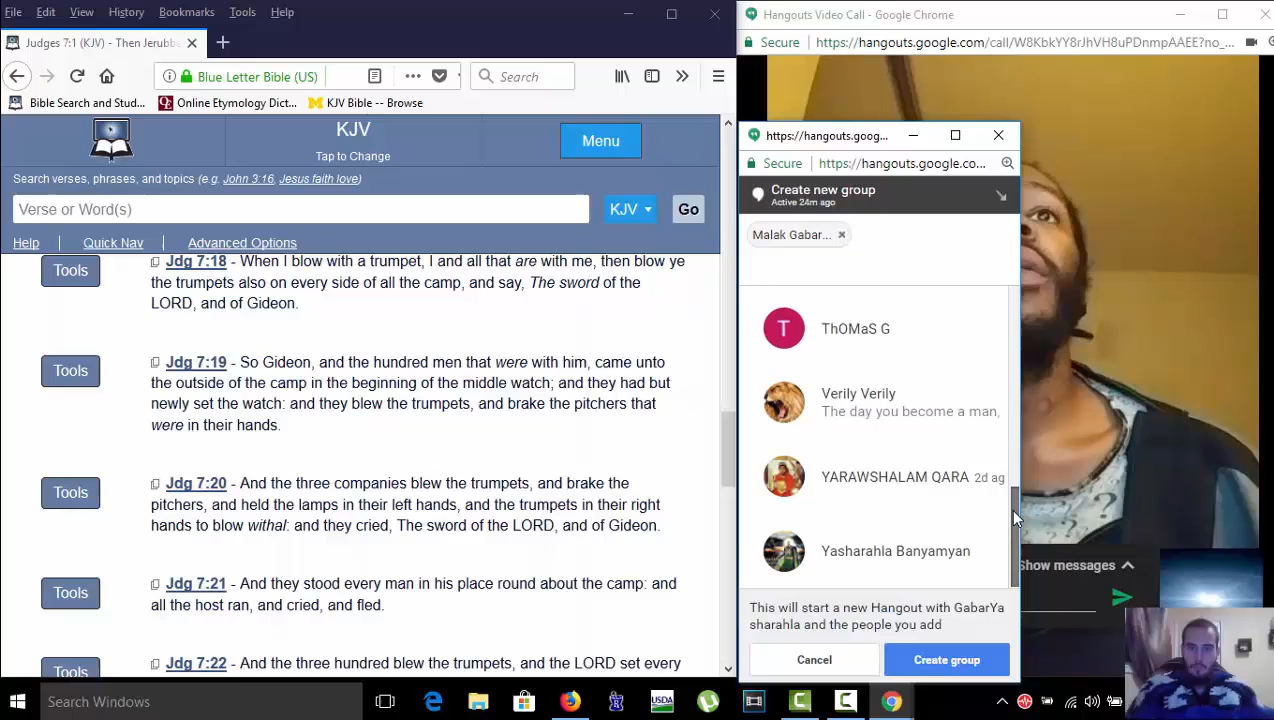 File Edit View History Bookmarks Tools Help
Judges 7:1 (KJV) - Then Jerubbe
Blue Letter Bible (US)
Search
Bible Search and Stud...
Online Etymology Dict...
KJV Bible -- Browse
KJV
Tap to Change
Menu
Search verses, phrases, and topics (e.g. John 3:16, Jesus faith love)
Verse or Word(s)
KJV
Go
Help
Quick Nav
Advanced Options
Tools
Jdg 7:18 - When I blow with a trumpet, I and all that are with me, then blow ye
the trumpets also on every side of all the camp, and say, The sword of the
LORD, and of Gideon.
Tools
Jdg 7:19 - So Gideon, and the hundred men that were with him, came unto
the outside of the camp in the beginning of the middle watch; and they had but
newly set the watch: and they blew the trumpets, and brake the pitchers that
were in their hands.
Tools
Jdg 7:20 - And the three companies blew the trumpets, and brake the
pitchers, and held the lamps in their left hands, and the trumpets in their right
hands to blow withal: and they cried, The sword of the LORD, and of Gideon.
Tools
Jdg 7:21 - And they stood every man in his place round about the camp: and
all the host ran, and cried, and fled.
Tools
Jdg 7:22 - And the three hundred blew the trumpets, and the LORD set every
Hangouts Video Call - Google Chrome
Secure
https://hangouts.google.com/call/W8KbkYY8rJhVH8uPDnmpAAEE?no_
https://hangouts.goog...
Secure
https://hangouts.google.co...
Create new group
Active 24m ago
Malak Gabar...
T
ThOMaS G
Verily Verily
The day you become a man,
YARAWSHALAM QARA 2d ag
Yasharahla Banyamyan
This will start a new Hangout with GabarYa
sharahla and the people you add
Cancel
Create group
Show messages
Search Windows
USDA